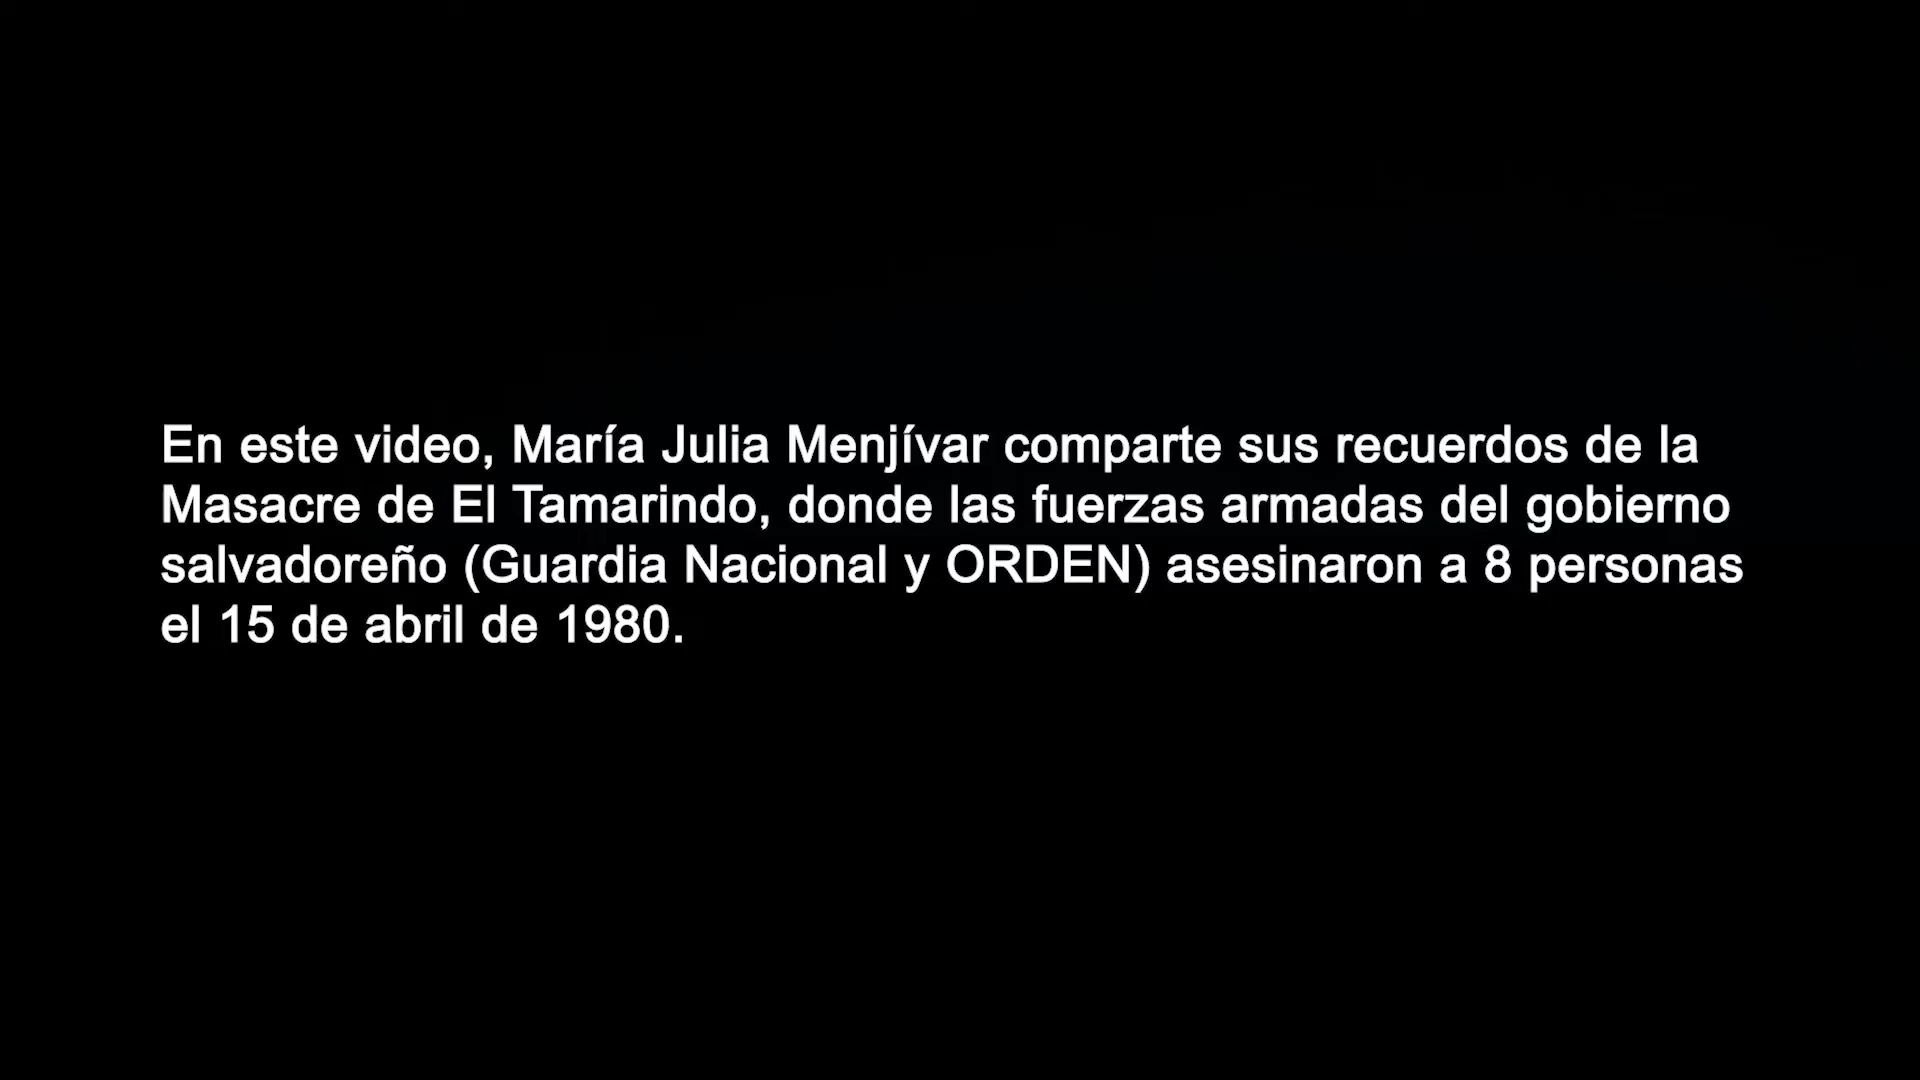 En este video, María Julia Menjívar comparte sus recuerdos de la
Masacre de El Tamarindo, donde las fuerzas armadas del gobierno
salvadoreño (Guardia Nacional y ORDEN) asesinaron a 8 personas
el 15 de abril de 1980.